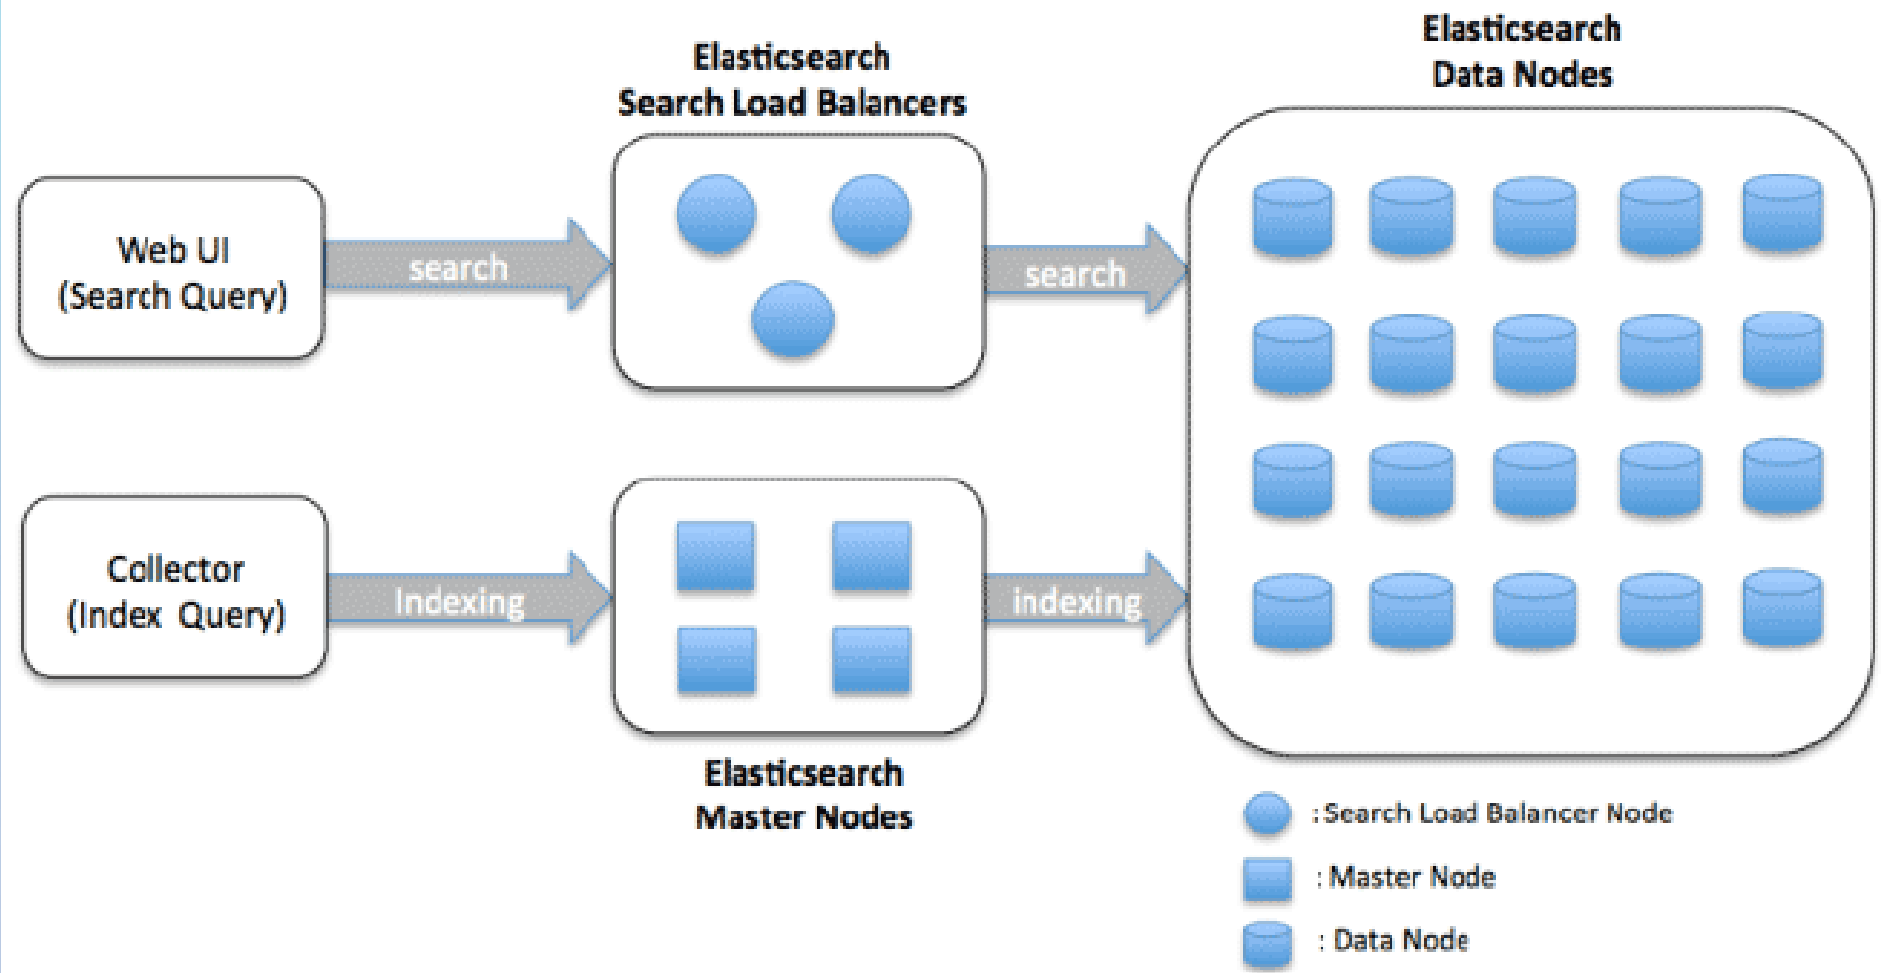 Elasticsearch
Search Load Balancers
Elasticsearch
Data Nodes
Web UI
(Search Query)
search
search
Collector
(Index Query)
Indexing
indexing
Elasticsearch
Master Nodes
: Search Load Balancer Node
: Master Node
: Data Node